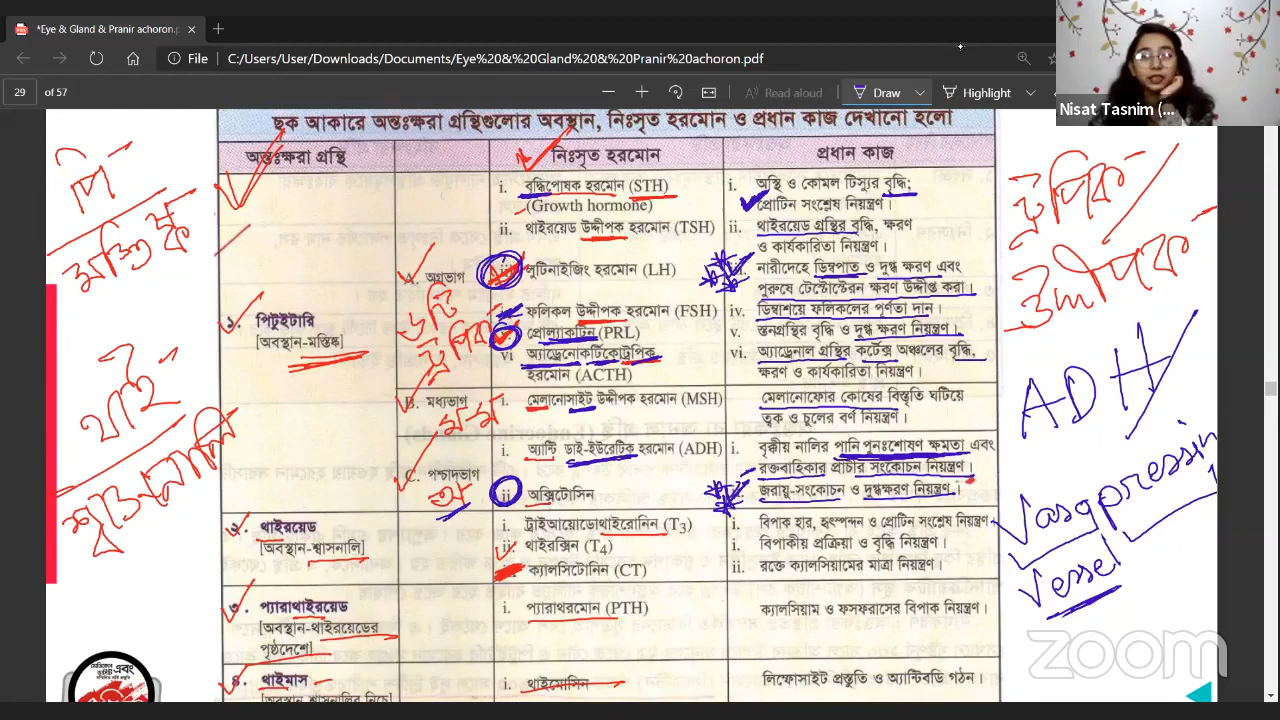 *Eye & Gland & Pranir achoron.p
File C:/Users/User/Downloads/Documents/Eye%20&%20Gland%20&%20Pranir%20achoron.pdf
29 of 57
Read aloud Draw Highlight
Nisat Tasnim (...
ছক আকারে অন্তঃক্ষরা গ্রন্থিগুলোর অবস্থান, নিঃসৃত হরমোন ও প্রধান কাজ দেখানো হলো
অন্তঃক্ষরা গ্রন্থি নিঃসৃত হরমোন প্রধান কাজ
১. পিটুইটারি
[অবস্থান-মস্তিষ্ক]
A. অগ্রভাগ
i. বৃদ্ধিপোষক হরমোন (STH)
(Growth hormone)
ii. থাইরয়েড উদ্দীপক হরমোন (TSH)
লুটিনাইজিং হরমোন (LH)
ফলিকল উদ্দীপক হরমোন (FSH)
প্রোল্যাকটিন (PRL)
vi অ্যাড্রেনোকর্টিকোট্রপিক
হরমোন (ACTH)
i. অস্থি ও কোমল টিস্যুর বৃদ্ধি;
প্রোটিন সংশ্লেষ নিয়ন্ত্রণ।
ii. থাইরয়েড গ্রন্থির বৃদ্ধি, ক্ষরণ
ও কার্যকারিতা নিয়ন্ত্রণ।
নারীদেহে ডিম্বপাত ও দুগ্ধ ক্ষরণ এবং
পুরুষে টেস্টোস্টেরন ক্ষরণ উদ্দীপ্ত করা।
iv. ডিম্বাশয়ে ফলিকলের পূর্ণতা দান।
v. স্তনগ্রন্থির বৃদ্ধি ও দুগ্ধ ক্ষরণ নিয়ন্ত্রণ।
vi. অ্যাড্রেনাল গ্রন্থির কর্টেক্স অঞ্চলের বৃদ্ধি,
ক্ষরণ ও কার্যকারিতা নিয়ন্ত্রণ।
B. মধ্যভাগ
i. মেলানোসাইট উদ্দীপক হরমোন (MSH)
মেলানোফোর কোষের বিস্তৃতি ঘটিয়ে
ত্বক ও চুলের বর্ণ নিয়ন্ত্রণ।
C. পশ্চাদভাগ
i. অ্যান্টি ডাই-ইউরেটিক হরমোন (ADH)
ii. অক্সিটোসিন
i. বৃক্কীয় নালির পানি পুনঃশোষণ ক্ষমতা এবং
রক্তবাহিকার প্রাচীর সংকোচন নিয়ন্ত্রণ।
জরায়ু-সংকোচন ও দুগ্ধক্ষরণ নিয়ন্ত্রণ।
২. থাইরয়েড
[অবস্থান-শ্বাসনালি]
i. ট্রাইআয়োডোথাইরোনিন (T3)
ii. থাইরক্সিন (T4)
ক্যালসিটোনিন (CT)
i. বিপাক হার, হৃৎস্পন্দন ও প্রোটিন সংশ্লেষ নিয়ন্ত্রণ
i. বিপাকীয় প্রক্রিয়া ও বৃদ্ধি নিয়ন্ত্রণ।
ii. রক্তে ক্যালসিয়ামের মাত্রা নিয়ন্ত্রণ।
৩. প্যারাথাইরয়েড
[অবস্থান-থাইরয়েডের
পৃষ্ঠদেশে]
i. প্যারাথরমোন (PTH)
ক্যালসিয়াম ও ফসফরাসের বিপাক নিয়ন্ত্রণ।
৪. থাইমাস
[অবস্থান-শ্বাসনালির নিচে]
i. থাইমোসিন
লিম্ফোসাইট প্রস্তুতি ও অ্যান্টিবডি গঠন।
পি
মস্তিষ্ক
থাই
শ্বাসনালি
ম-ম
অ
ট্রপিক
উদ্দীপক
ADH
Vasopressin
Vessel
zoom